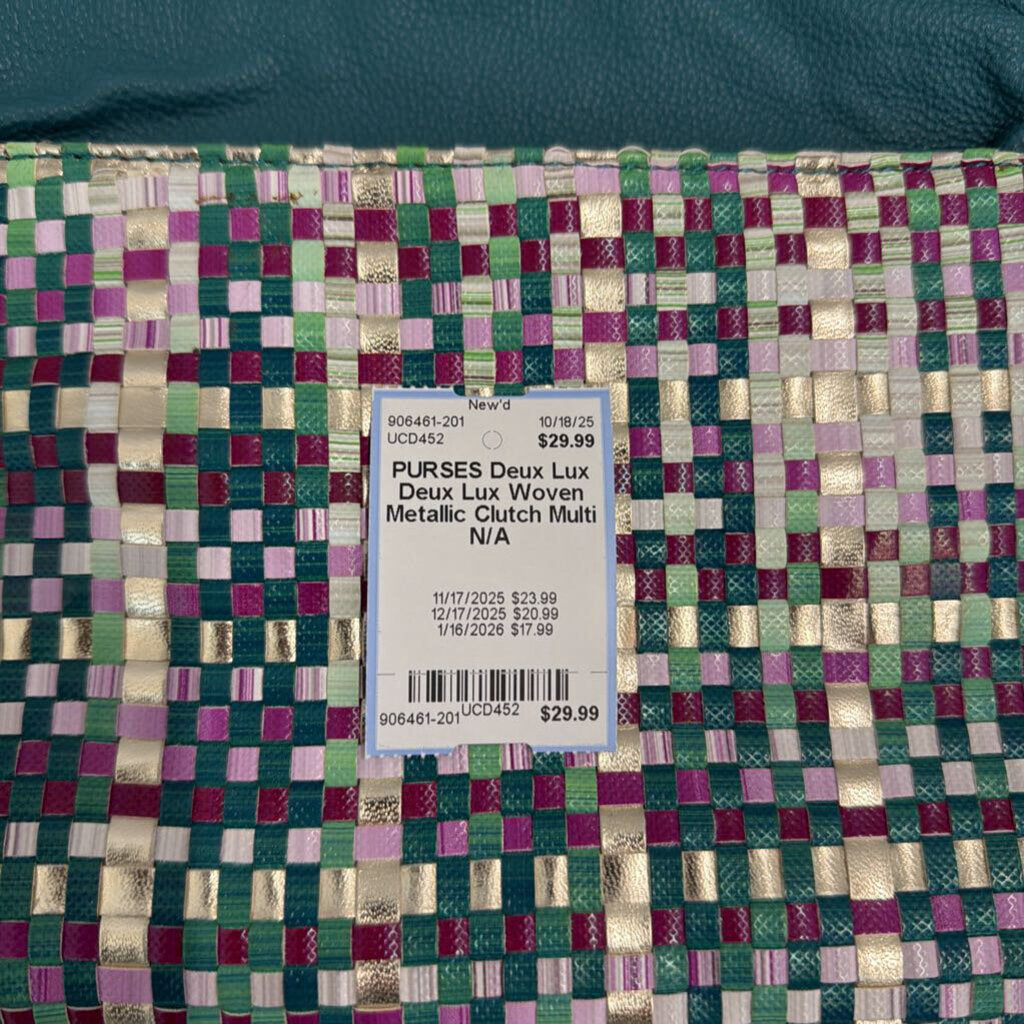 New'd
906461-201 10/18/25
UCD452 $29.99
PURSES Deux Lux
Deux Lux Woven
Metallic Clutch Multi
N/A
11/17/2025 $23.99
12/17/2025 $20.99
1/16/2026 $17.99
906461-201 UCD452 $29.99